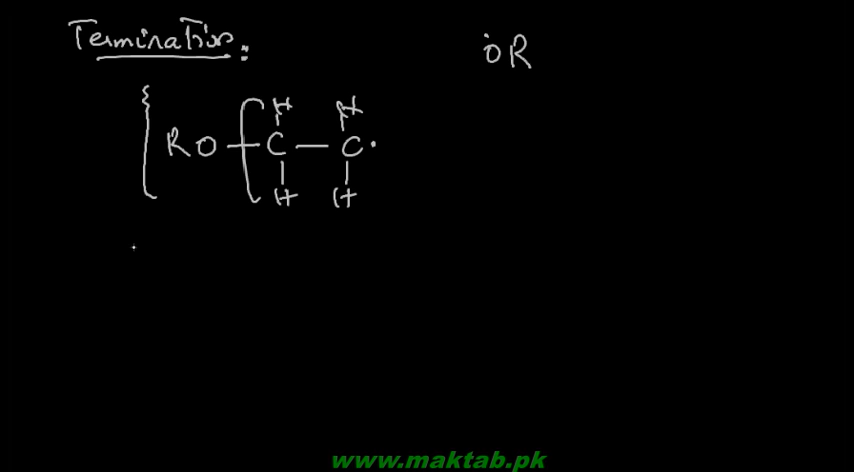 Termination:
ȯR
H H
{ RO — [ C — C ·
H H
www.maktab.pk